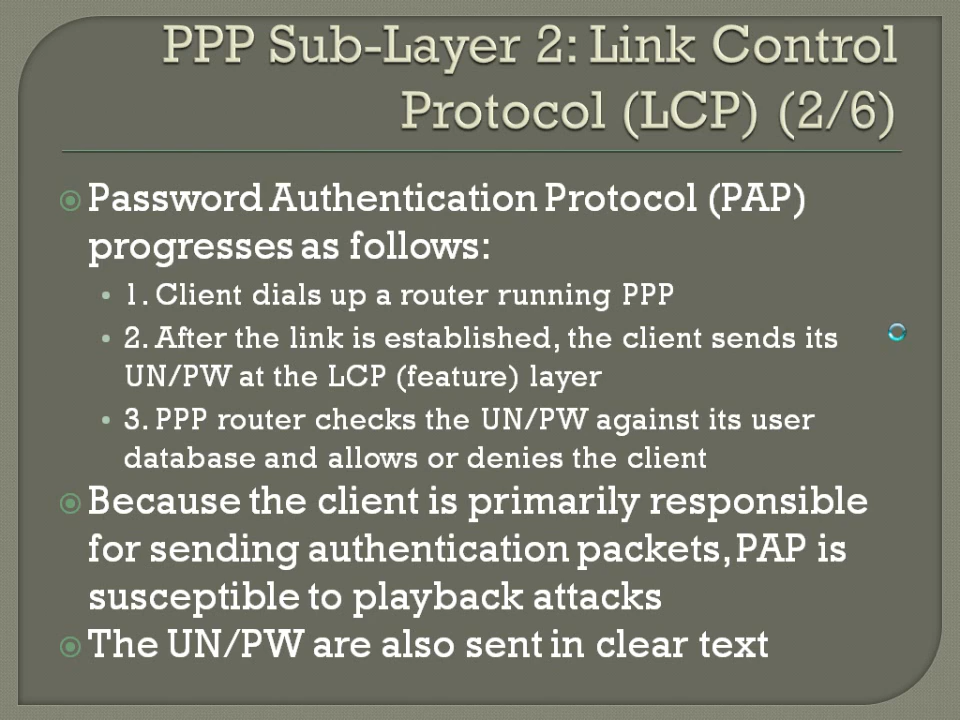 PPP Sub-Layer 2: Link Control
Protocol (LCP) (2/6)
Password Authentication Protocol (PAP)
progresses as follows:
• 1. Client dials up a router running PPP
• 2. After the link is established, the client sends its
UN/PW at the LCP (feature) layer
• 3. PPP router checks the UN/PW against its user
database and allows or denies the client
Because the client is primarily responsible
for sending authentication packets, PAP is
susceptible to playback attacks
The UN/PW are also sent in clear text